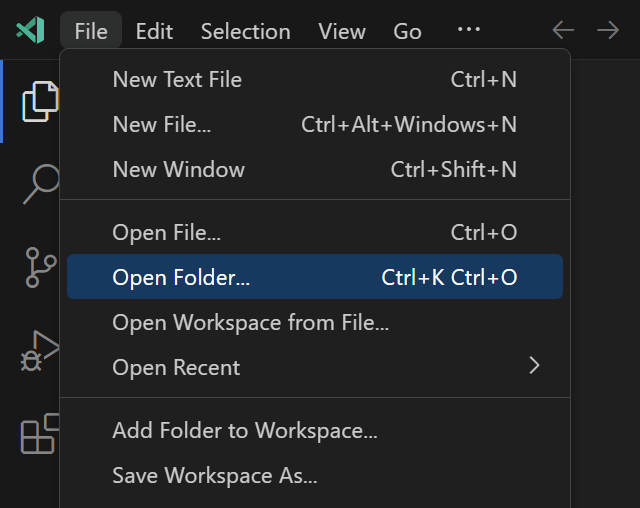 File Edit Selection View Go ···
New Text File Ctrl+N
New File... Ctrl+Alt+Windows+N
New Window Ctrl+Shift+N
Open File... Ctrl+O
Open Folder... Ctrl+K Ctrl+O
Open Workspace from File...
Open Recent
Add Folder to Workspace...
Save Workspace As...